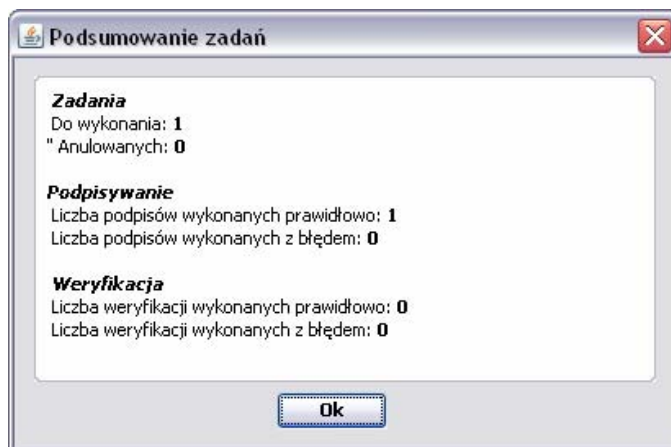 Podsumowanie zadań
Zadania
Do wykonania: 1
" Anulowanych: 0
Podpisywanie
Liczba podpisów wykonanych prawidłowo: 1
Liczba podpisów wykonanych z błędem: 0
Weryfikacja
Liczba weryfikacji wykonanych prawidłowo: 0
Liczba weryfikacji wykonanych z błędem: 0
Ok